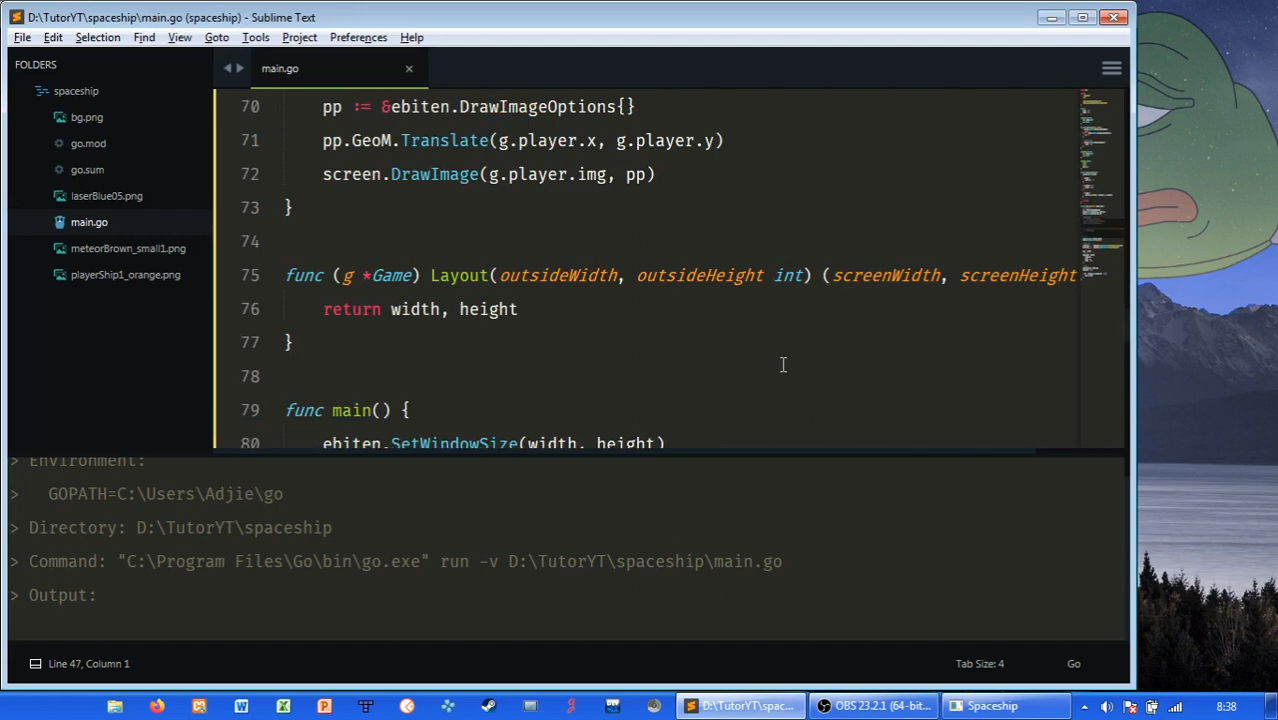 D:\TutorYT\spaceship\main.go (spaceship) - Sublime Text
File Edit Selection Find View Goto Tools Project Preferences Help
FOLDERS
spaceship
bg.png
go.mod
go.sum
laserBlue05.png
main.go
meteorBrown_small1.png
playerShip1_orange.png
main.go
70 pp := &ebiten.DrawImageOptions{}
71 pp.GeoM.Translate(g.player.x, g.player.y)
72 screen.DrawImage(g.player.img, pp)
73 }
74
75 func (g *Game) Layout(outsideWidth, outsideHeight int) (screenWidth, screenHeight
76 return width, height
77 }
78
79 func main() {
80 ebiten.SetWindowSize(width, height)
> Environment:
> GOPATH=C:\Users\Adjie\go
> Directory: D:\TutorYT\spaceship
> Command: "C:\Program Files\Go\bin\go.exe" run -v D:\TutorYT\spaceship\main.go
> Output:
Line 47, Column 1
Tab Size: 4
Go
D:\TutorYT\spac...
OBS 23.2.1 (64-bit...
Spaceship
8:38